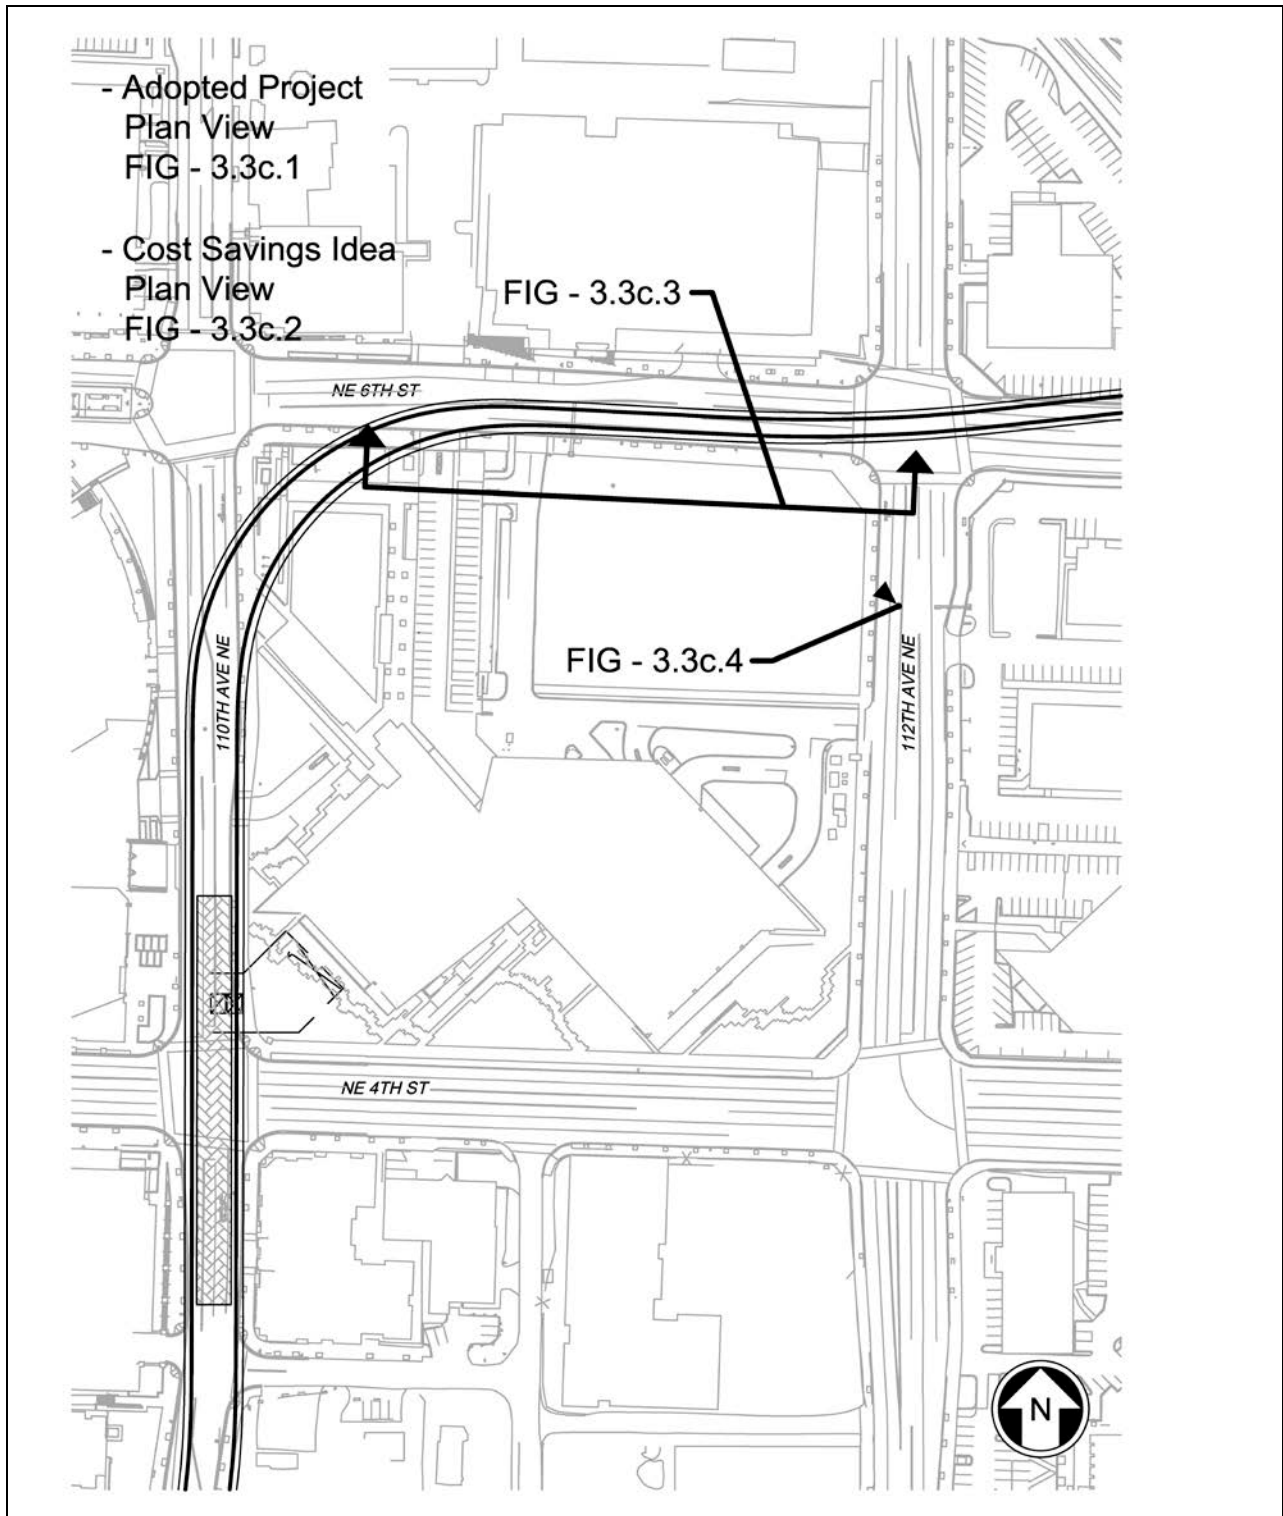 - Adopted Project
Plan View
FIG - 3.3c.1
- Cost Savings Idea
Plan View
FIG - 3.3c.2
FIG - 3.3c.3
NE 6TH ST
FIG - 3.3c.4
110TH AVE NE
112TH AVE NE
NE 4TH ST
N